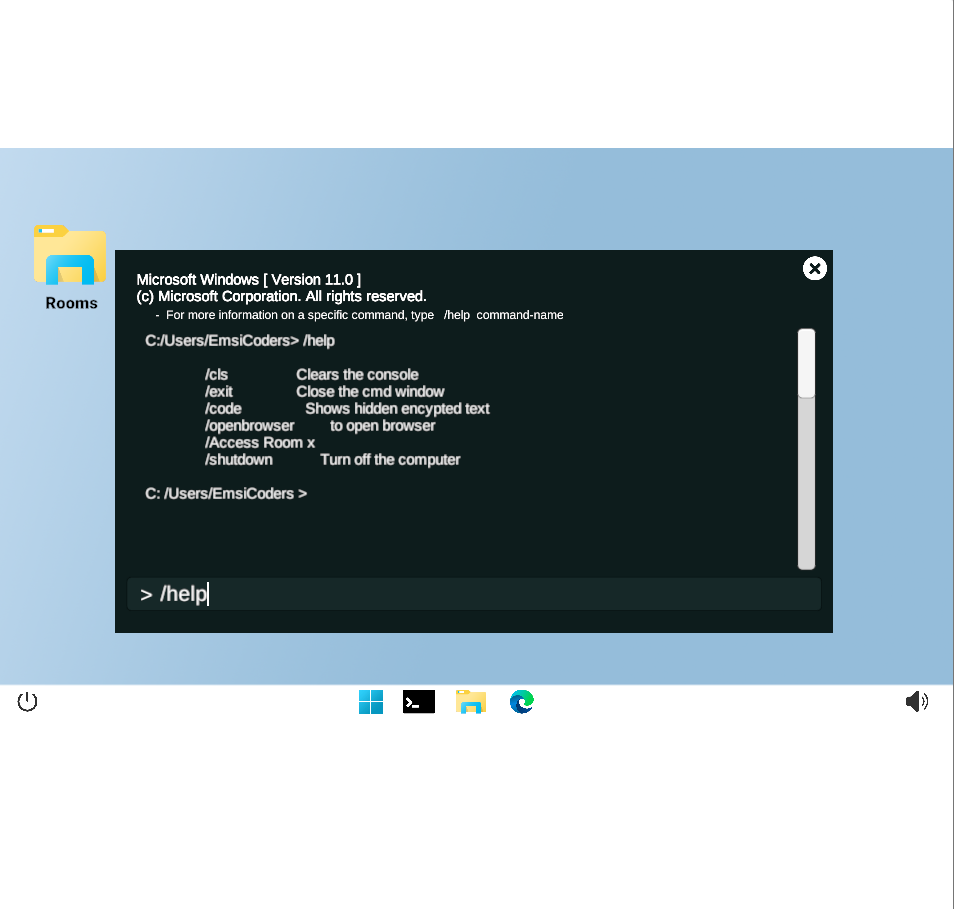 Rooms
Microsoft Windows [ Version 11.0 ]
(c) Microsoft Corporation. All rights reserved.
- For more information on a specific command, type /help command-name
C:/Users/EmsiCoders> /help
/cls Clears the console
/exit Close the cmd window
/code Shows hidden encypted text
/openbrowser to open browser
/Access Room x
/shutdown Turn off the computer
C: /Users/EmsiCoders >
> /help